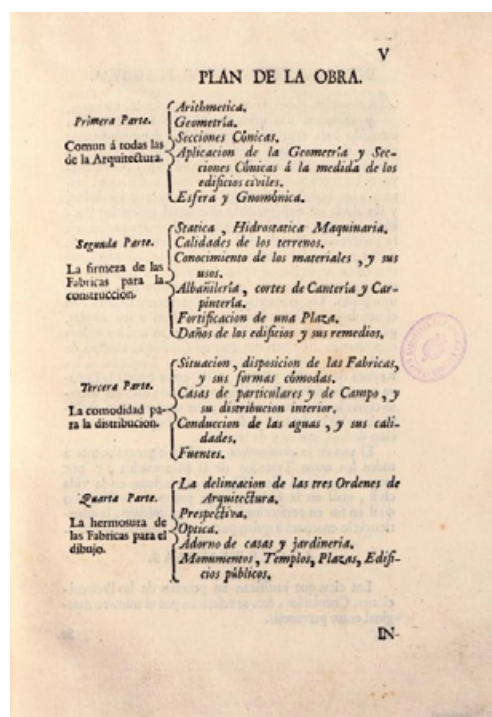 V
PLAN DE LA OBRA.
Primera Parte.
Comun á todas las
de la Arquitectura.
Arithmetica.
Geometría.
Secciones Cónicas.
Aplicacion de la Geometría y Sec-
ciones Cónicas á la medida de los
edificios civiles.
Esfera y Gnomónica.
Segunda Parte.
La firmeza de las
Fabricas para la
construccion.
Statica, Hidrostatica Maquinaria.
Calidades de los terrenos.
Conocimiento de los materiales, y sus
usos.
Albañilería, cortes de Cantería y Car-
pintería.
Fortificacion de una Plaza.
Daños de los edificios y sus remedios.
Tercera Parte.
La comodidad pa-
ra la distribucion.
Situacion, disposicion de las Fabricas,
y sus formas cómodas.
Casas de particulares y de Campo, y
su distribucion interior.
Conduccion de las aguas, y sus cali-
dades.
Fuentes.
Quarta Parte.
La hermosura de
las Fabricas para el
dibujo.
La delineacion de las tres Ordenes de
Arquitectura.
Prespectiva.
Optica.
Adorno de casas y jardineria.
Monumentos, Templos, Plazas, Edifi-
cios públicos.
IN-